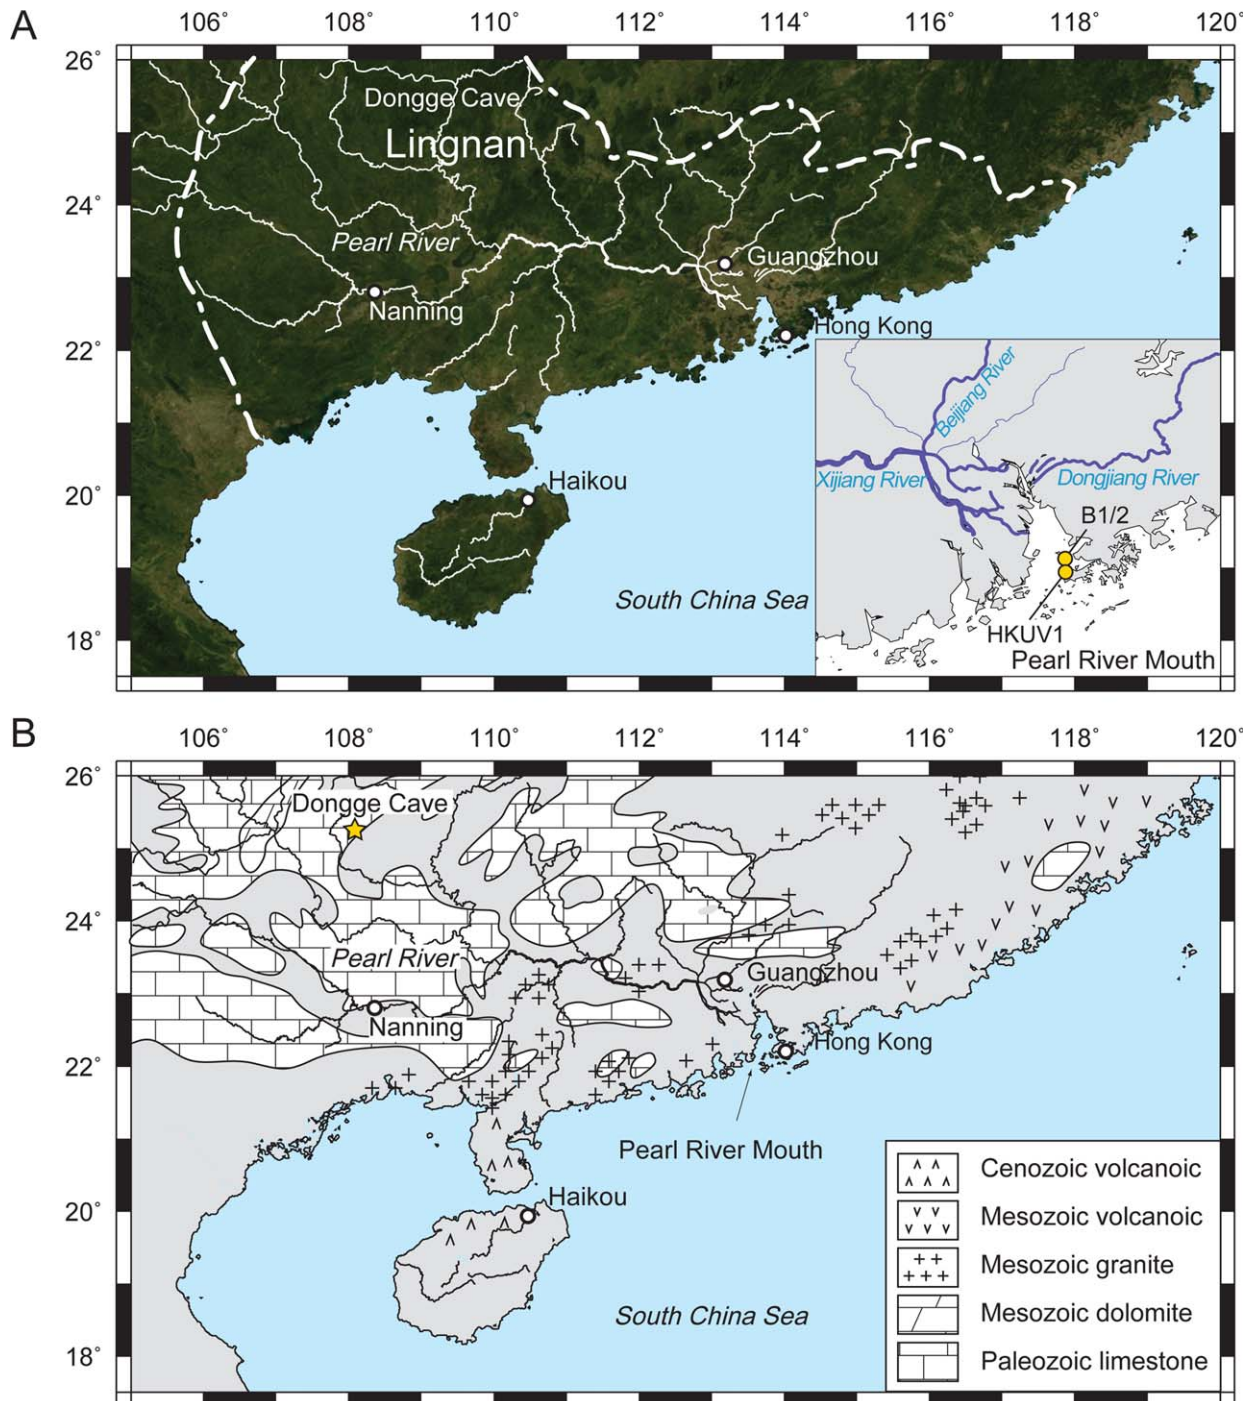 A
106° 108° 110° 112° 114° 116° 118° 120°
26°
Dongge Cave
Lingnan
24°
Pearl River
Guangzhou
Nanning
Hong Kong
22°
Beijiang River
Xijiang River
Dongjiang River
Haikou
20°
B1/2
South China Sea
HKUV1
18°
Pearl River Mouth
B
106° 108° 110° 112° 114° 116° 118° 120°
26°
Dongge Cave
24°
Pearl River
Guangzhou
Nanning
Hong Kong
22°
Pearl River Mouth
Cenozoic volcanic
Haikou
20°
Mesozoic volcanic
Mesozoic granite
South China Sea
Mesozoic dolomite
18°
Paleozoic limestone